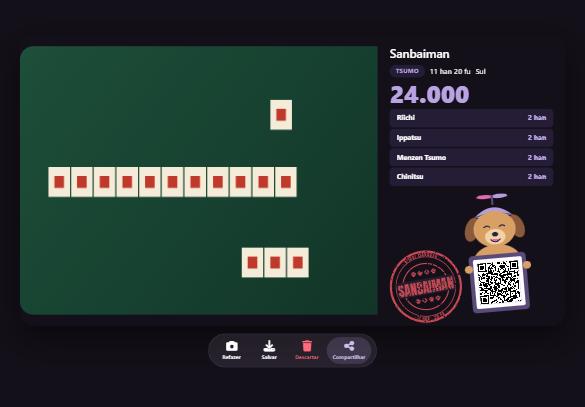 Sanbaiman
TSUMO 11 han 20 fu Sul
24.000
Riichi 2 han
Ippatsu 2 han
Menzen Tsumo 2 han
Chinitsu 2 han
SANBAIMAN
Refazer Salvar Descartar Compartilhar